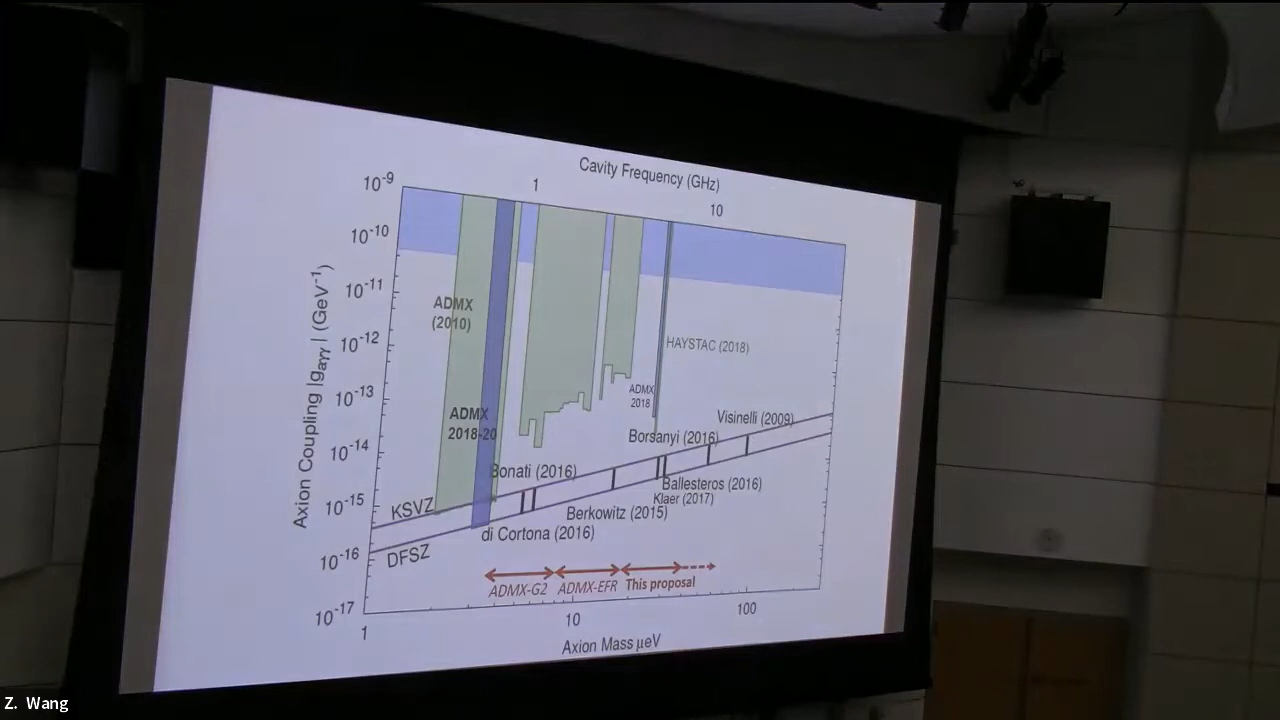 Cavity Frequency (GHz)
1
10
10-9
10-10
10-11
10-12
10-13
10-14
10-15
10-16
10-17
Axion Coupling |gaγγ| (GeV-1)
ADMX
(2010)
ADMX
2018-20
HAYSTAC (2018)
ADMX
2018
Visinelli (2009)
Borsanyi (2016)
Bonati (2016)
Ballesteros (2016)
Klaer (2017)
Berkowitz (2015)
di Cortona (2016)
KSVZ
DFSZ
ADMX-G2
ADMX-EFR
This proposal
1
10
100
Axion Mass μeV
Z. Wang